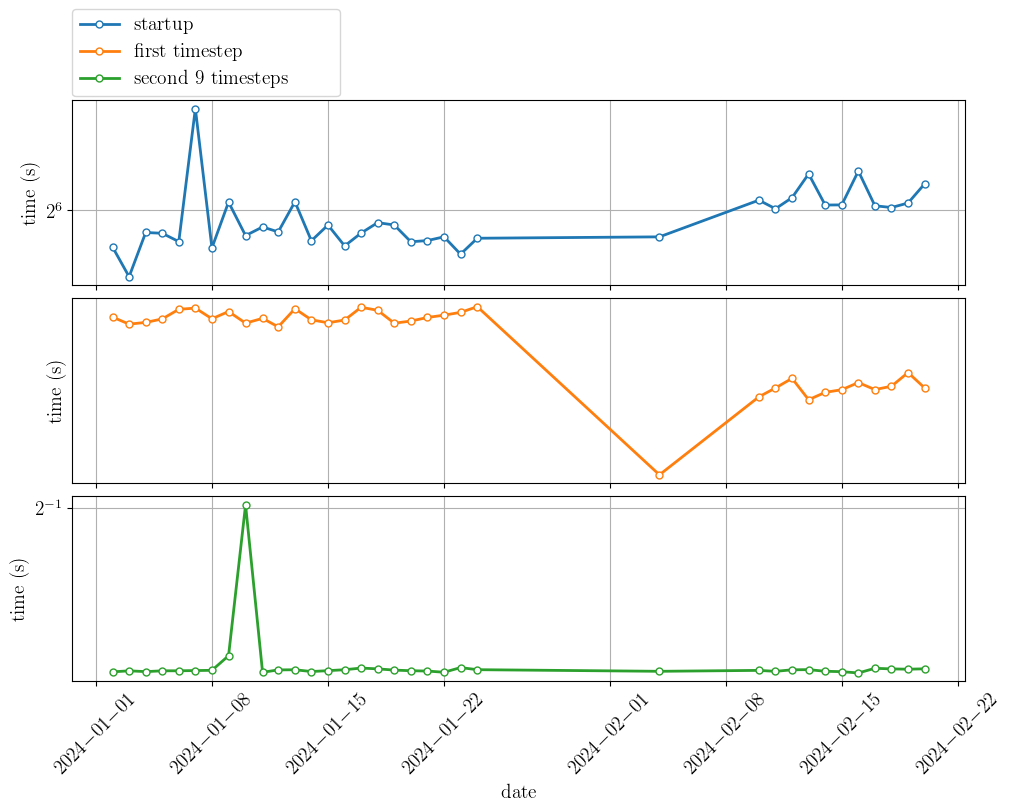 startup
first timestep
second 9 timesteps
time (s)
2^6
time (s)
2^{-1}
time (s)
2024−01−01
2024−01−08
2024−01−15
2024−01−22
2024−02−01
2024−02−08
2024−02−15
2024−02−22
date